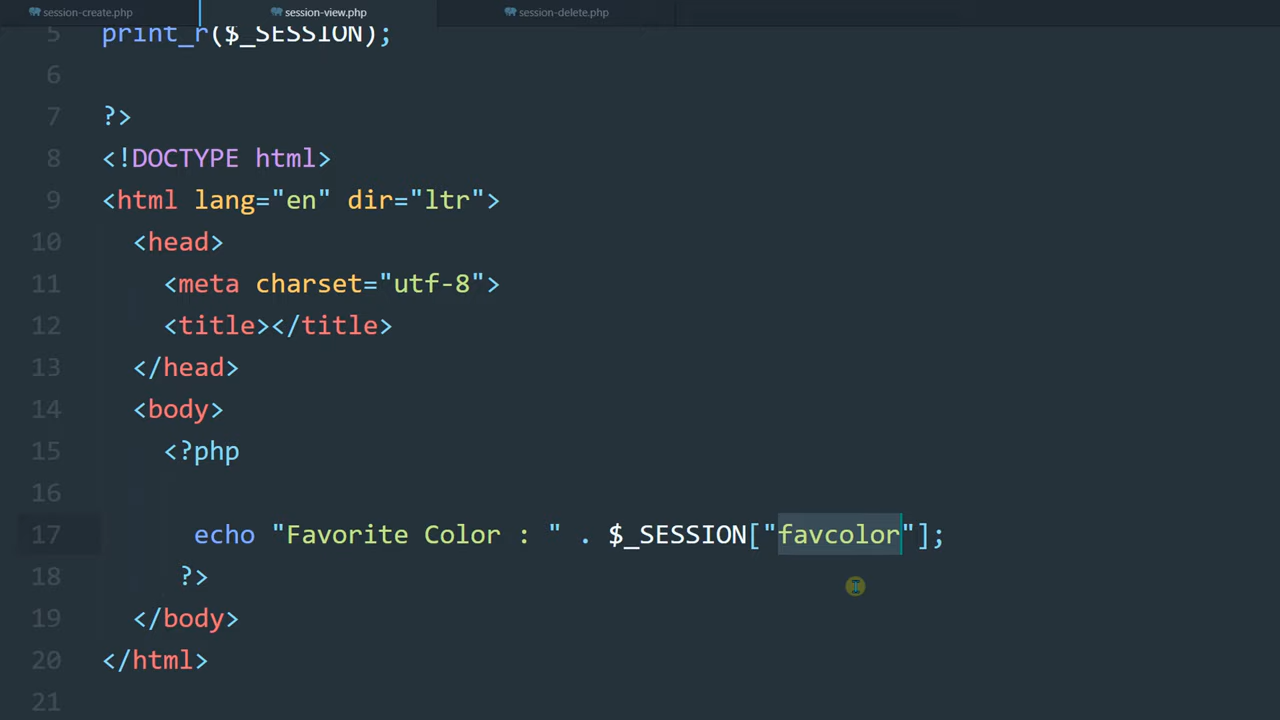 session-create.php session-view.php session-delete.php
5 print_r($_SESSION);
6
7 ?>
8 <!DOCTYPE html>
9 <html lang="en" dir="ltr">
10 <head>
11 <meta charset="utf-8">
12 <title></title>
13 </head>
14 <body>
15 <?php
16
17 echo "Favorite Color : " . $_SESSION["favcolor"];
18 ?>
19 </body>
20 </html>
21